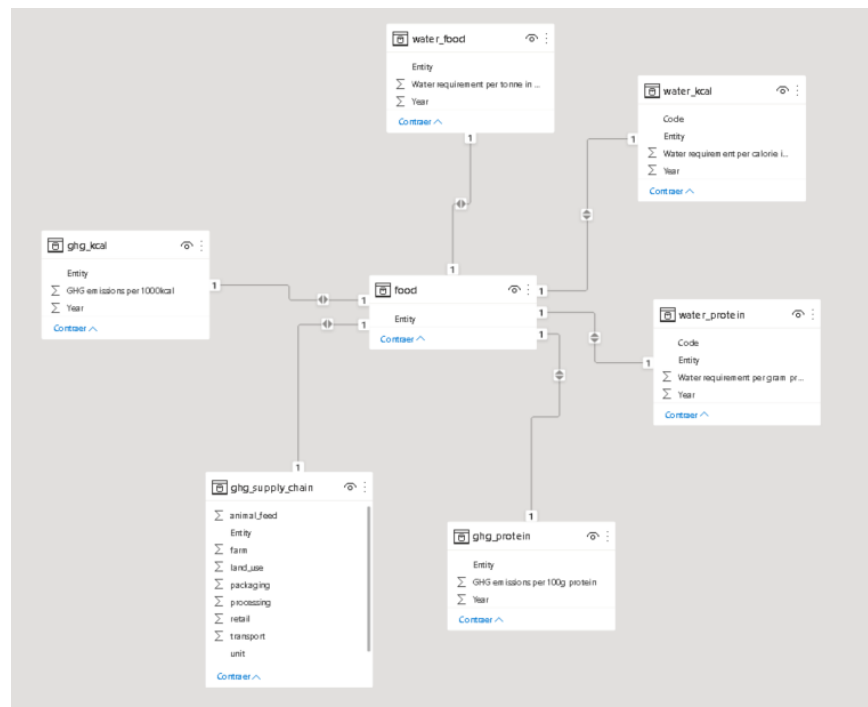 water_food
Entity
Water requirement per tonne in ...
Year
Contraer
1
water_kcal
Code
Entity
Water requirement per calorie i...
Year
Contraer
1
ghg_kcal
Entity
GHG emissions per 1000kcal
Year
Contraer
1
food
Entity
Contraer
1
1
1
1
1
1
water_protein
Code
Entity
Water requirement per gram pr...
Year
Contraer
1
ghg_supply_chain
animal_feed
Entity
farm
land_use
packaging
processing
retail
transport
unit
Contraer
1
ghg_protein
Entity
GHG emissions per 100g protein
Year
Contraer
1